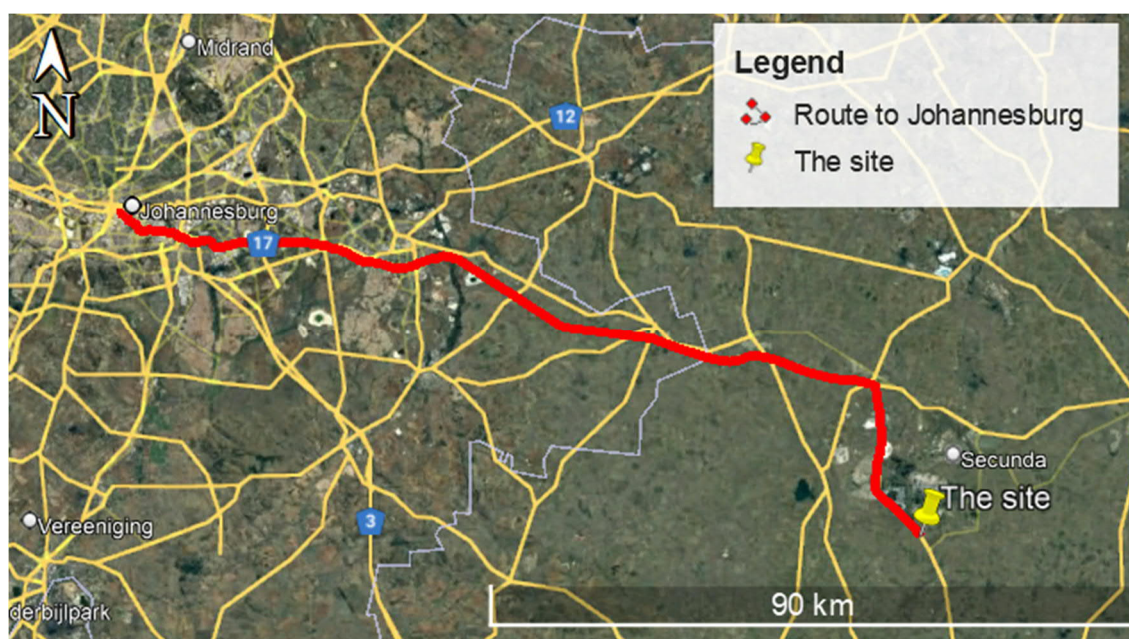 Midrand
N
12
Legend
Route to Johannesburg
The site
Johannesburg
17
Secunda
The site
Vereeniging
3
derbijlpark
90 km